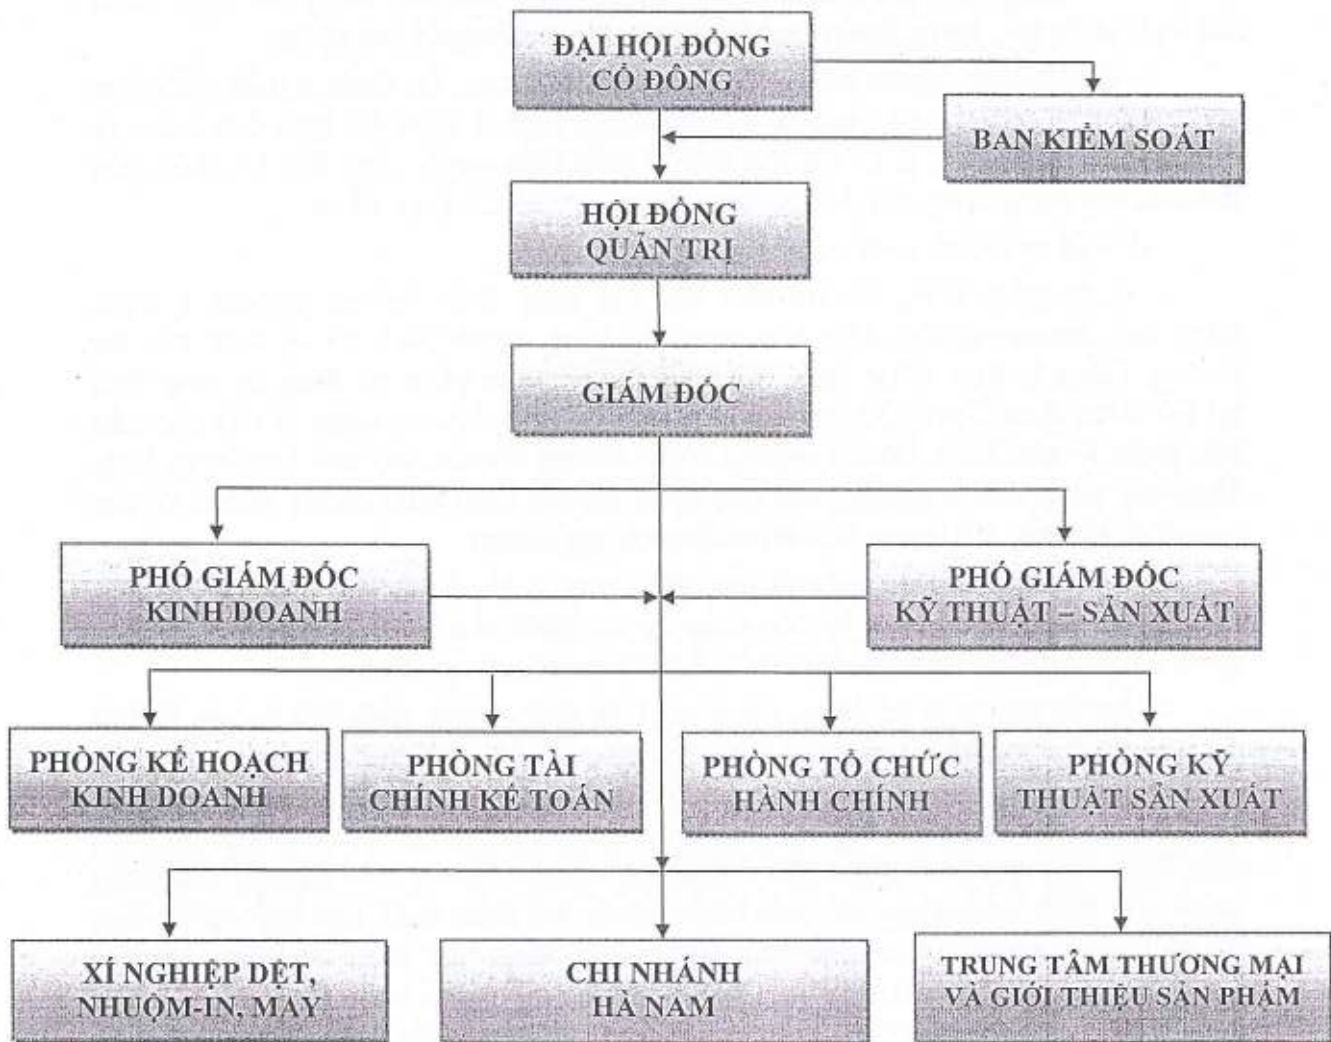 ĐẠI HỘI ĐỒNG
CỔ ĐÔNG
BAN KIỂM SOÁT
HỘI ĐỒNG
QUẢN TRỊ
GIÁM ĐỐC
PHÓ GIÁM ĐỐC
KINH DOANH
PHÓ GIÁM ĐỐC
KỸ THUẬT – SẢN XUẤT
PHÒNG KẾ HOẠCH
KINH DOANH
PHÒNG TÀI
CHÍNH KẾ TOÁN
PHÒNG TỔ CHỨC
HÀNH CHÍNH
PHÒNG KỸ
THUẬT SẢN XUẤT
XÍ NGHIỆP DỆT,
NHUỘM-IN, MAY
CHI NHÁNH
HÀ NAM
TRUNG TÂM THƯƠNG MẠI
VÀ GIỚI THIỆU SẢN PHẨM